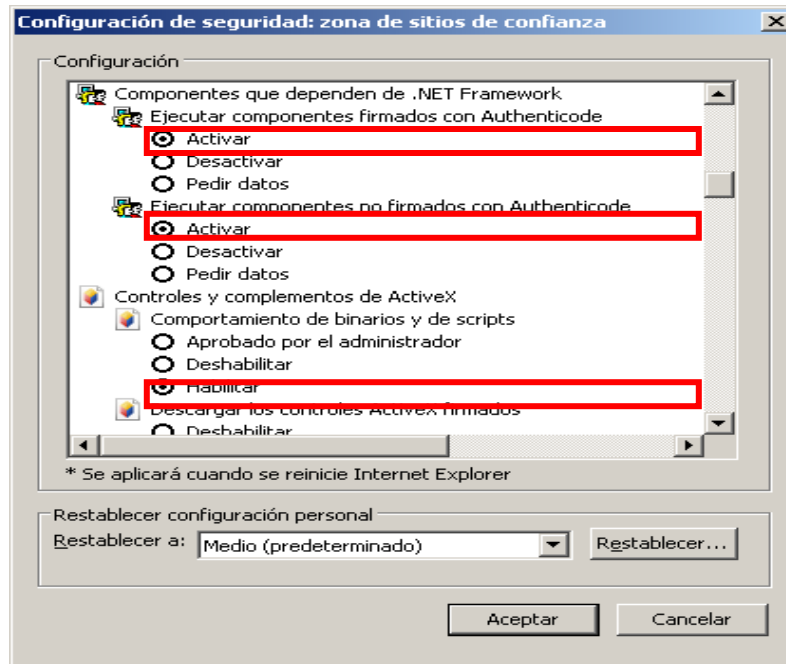 Configuración de seguridad: zona de sitios de confianza
Configuración
Componentes que dependen de .NET Framework
Ejecutar componentes firmados con Authenticode
Activar
Desactivar
Pedir datos
Ejecutar componentes no firmados con Authenticode
Activar
Desactivar
Pedir datos
Controles y complementos de ActiveX
Comportamiento de binarios y de scripts
Aprobado por el administrador
Deshabilitar
Habilitar
Descargar los controles ActiveX firmados
Deshabilitar
* Se aplicará cuando se reinicie Internet Explorer
Restablecer configuración personal
Restablecer a: Medio (predeterminado) Restablecer...
Aceptar Cancelar